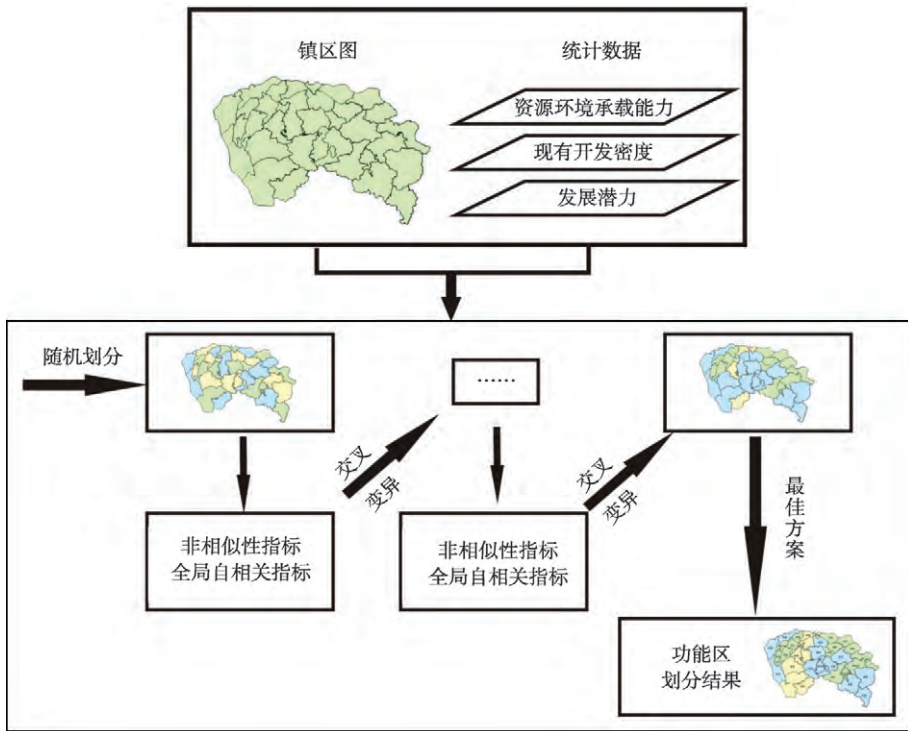 镇区图
统计数据
资源环境承载能力
现有开发密度
发展潜力
随机划分
……
交叉
变异
交叉
变异
最佳方案
非相似性指标
全局自相关指标
非相似性指标
全局自相关指标
功能区
划分结果